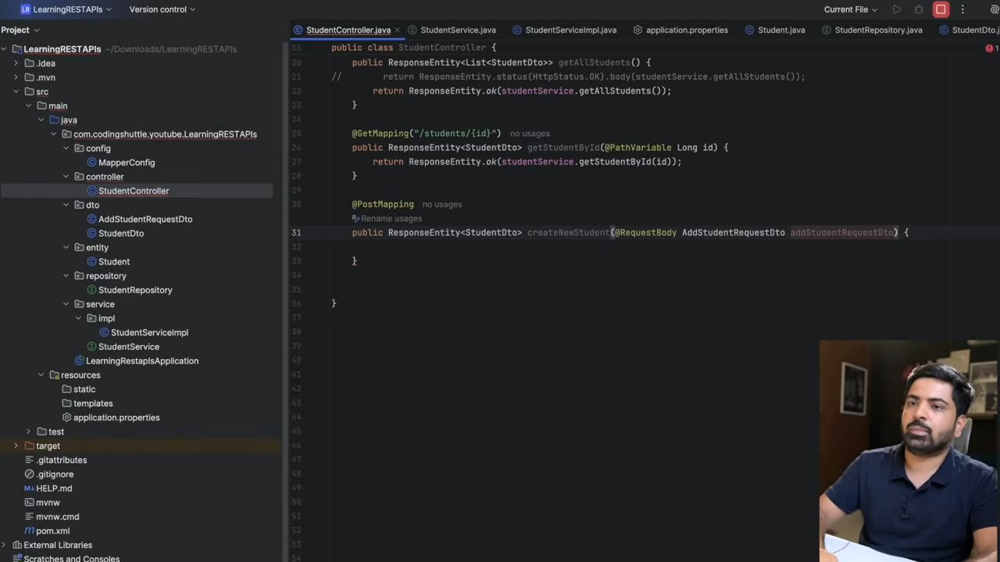 LR LearningRESTAPIs Version control Current File
Project
LearningRESTAPIs ~/Downloads/LearningRESTAPIs
.idea
.mvn
src
main
java
com.codingshuttle.youtube.LearningRESTAPIs
config
MapperConfig
controller
StudentController
dto
AddStudentRequestDto
StudentDto
entity
Student
repository
StudentRepository
service
impl
StudentServiceImpl
StudentService
LearningRestapIsApplication
resources
static
templates
application.properties
test
target
.gitattributes
.gitignore
HELP.md
mvnw
mvnw.cmd
pom.xml
External Libraries
Scratches and Consoles
StudentController.java StudentService.java StudentServiceImpl.java application.properties Student.java StudentRepository.java StudentDto.j
15 public class StudentController { 1
20 public ResponseEntity<List<StudentDto>> getAllStudents() {
21 // return ResponseEntity.status(HttpStatus.OK).body(studentService.getAllStudents());
22 return ResponseEntity.ok(studentService.getAllStudents());
23 }
24
25 @GetMapping("/students/{id}") no usages
26 public ResponseEntity<StudentDto> getStudentById(@PathVariable Long id) {
27 return ResponseEntity.ok(studentService.getStudentById(id));
28 }
29
30 @PostMapping no usages
Rename usages
31 public ResponseEntity<StudentDto> createNewStudent(@RequestBody AddStudentRequestDto addStudentRequestDto) {
32
33 }
34
35
36 }
37
38
39
40
41
42
43
44
45
46
47
48
49
50
51
52
53
54